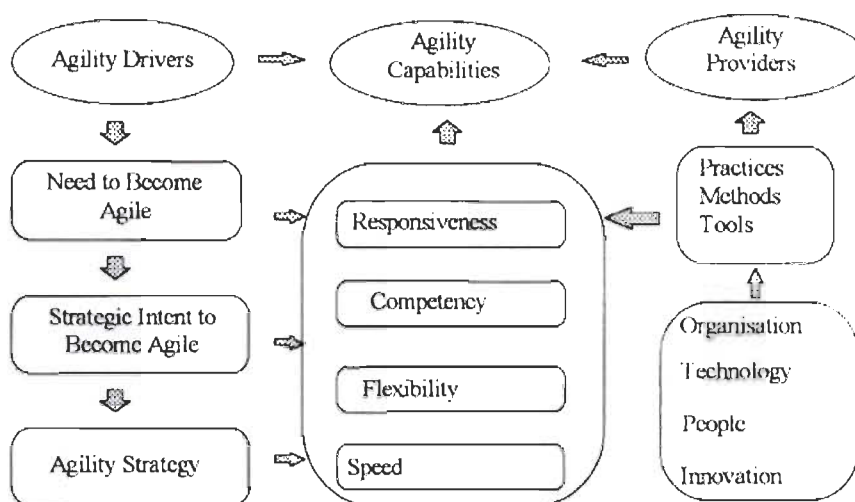 Agility Drivers
Agility
Capabilities
Agility
Providers
Need to Become
Agile
Strategic Intent to
Become Agile
Agility Strategy
Responsiveness
Competency
Flexibility
Speed
Practices
Methods
Tools
Organisation
Technology
People
Innovation